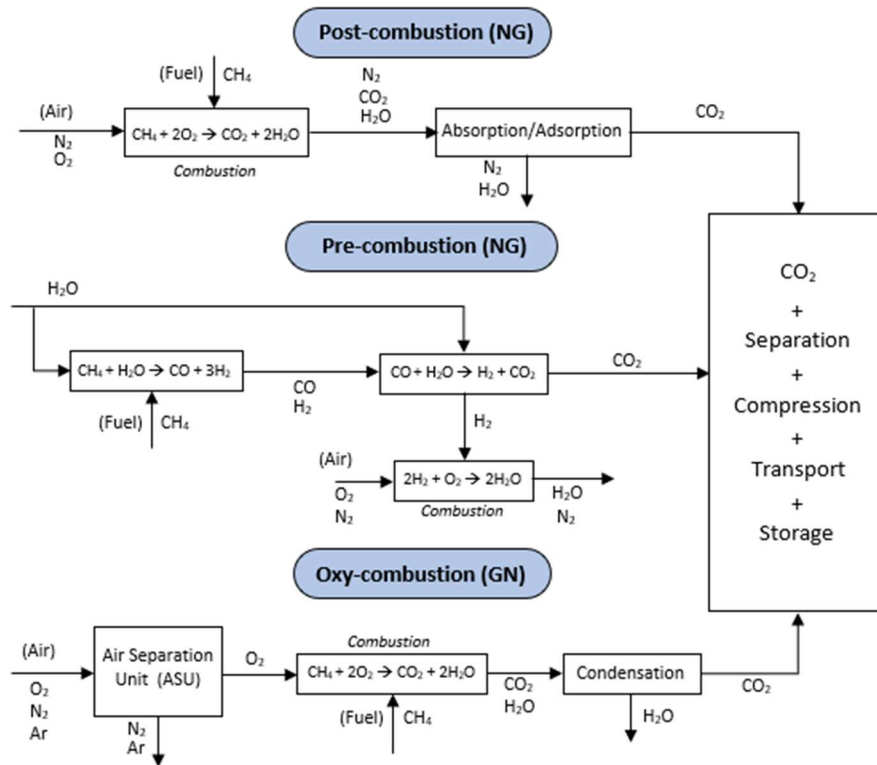 Post-combustion (NG)
(Fuel) CH₄
N₂
CO₂
H₂O
(Air)
N₂
O₂
CH₄ + 2O₂ → CO₂ + 2H₂O
Combustion
Absorption/Adsorption
CO₂
N₂
H₂O
Pre-combustion (NG)
H₂O
CH₄ + H₂O → CO + 3H₂
(Fuel) CH₄
CO
H₂
CO + H₂O → H₂ + CO₂
CO₂
H₂
(Air)
O₂
N₂
2H₂ + O₂ → 2H₂O
Combustion
H₂O
N₂
CO₂
+
Separation
+
Compression
+
Transport
+
Storage
Oxy-combustion (GN)
(Air)
O₂
N₂
Ar
Air Separation
Unit (ASU)
N₂
Ar
O₂
Combustion
CH₄ + 2O₂ → CO₂ + 2H₂O
(Fuel) CH₄
CO₂
H₂O
Condensation
H₂O
CO₂